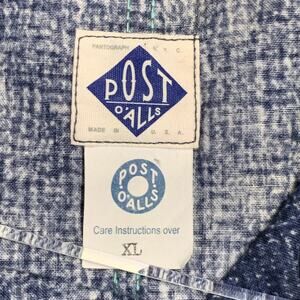 PANTOGRAPH N.Y.C.
POST
O'ALLS
MADE IN U.S.A.
POST
O'ALLS
Care Instructions over
XL